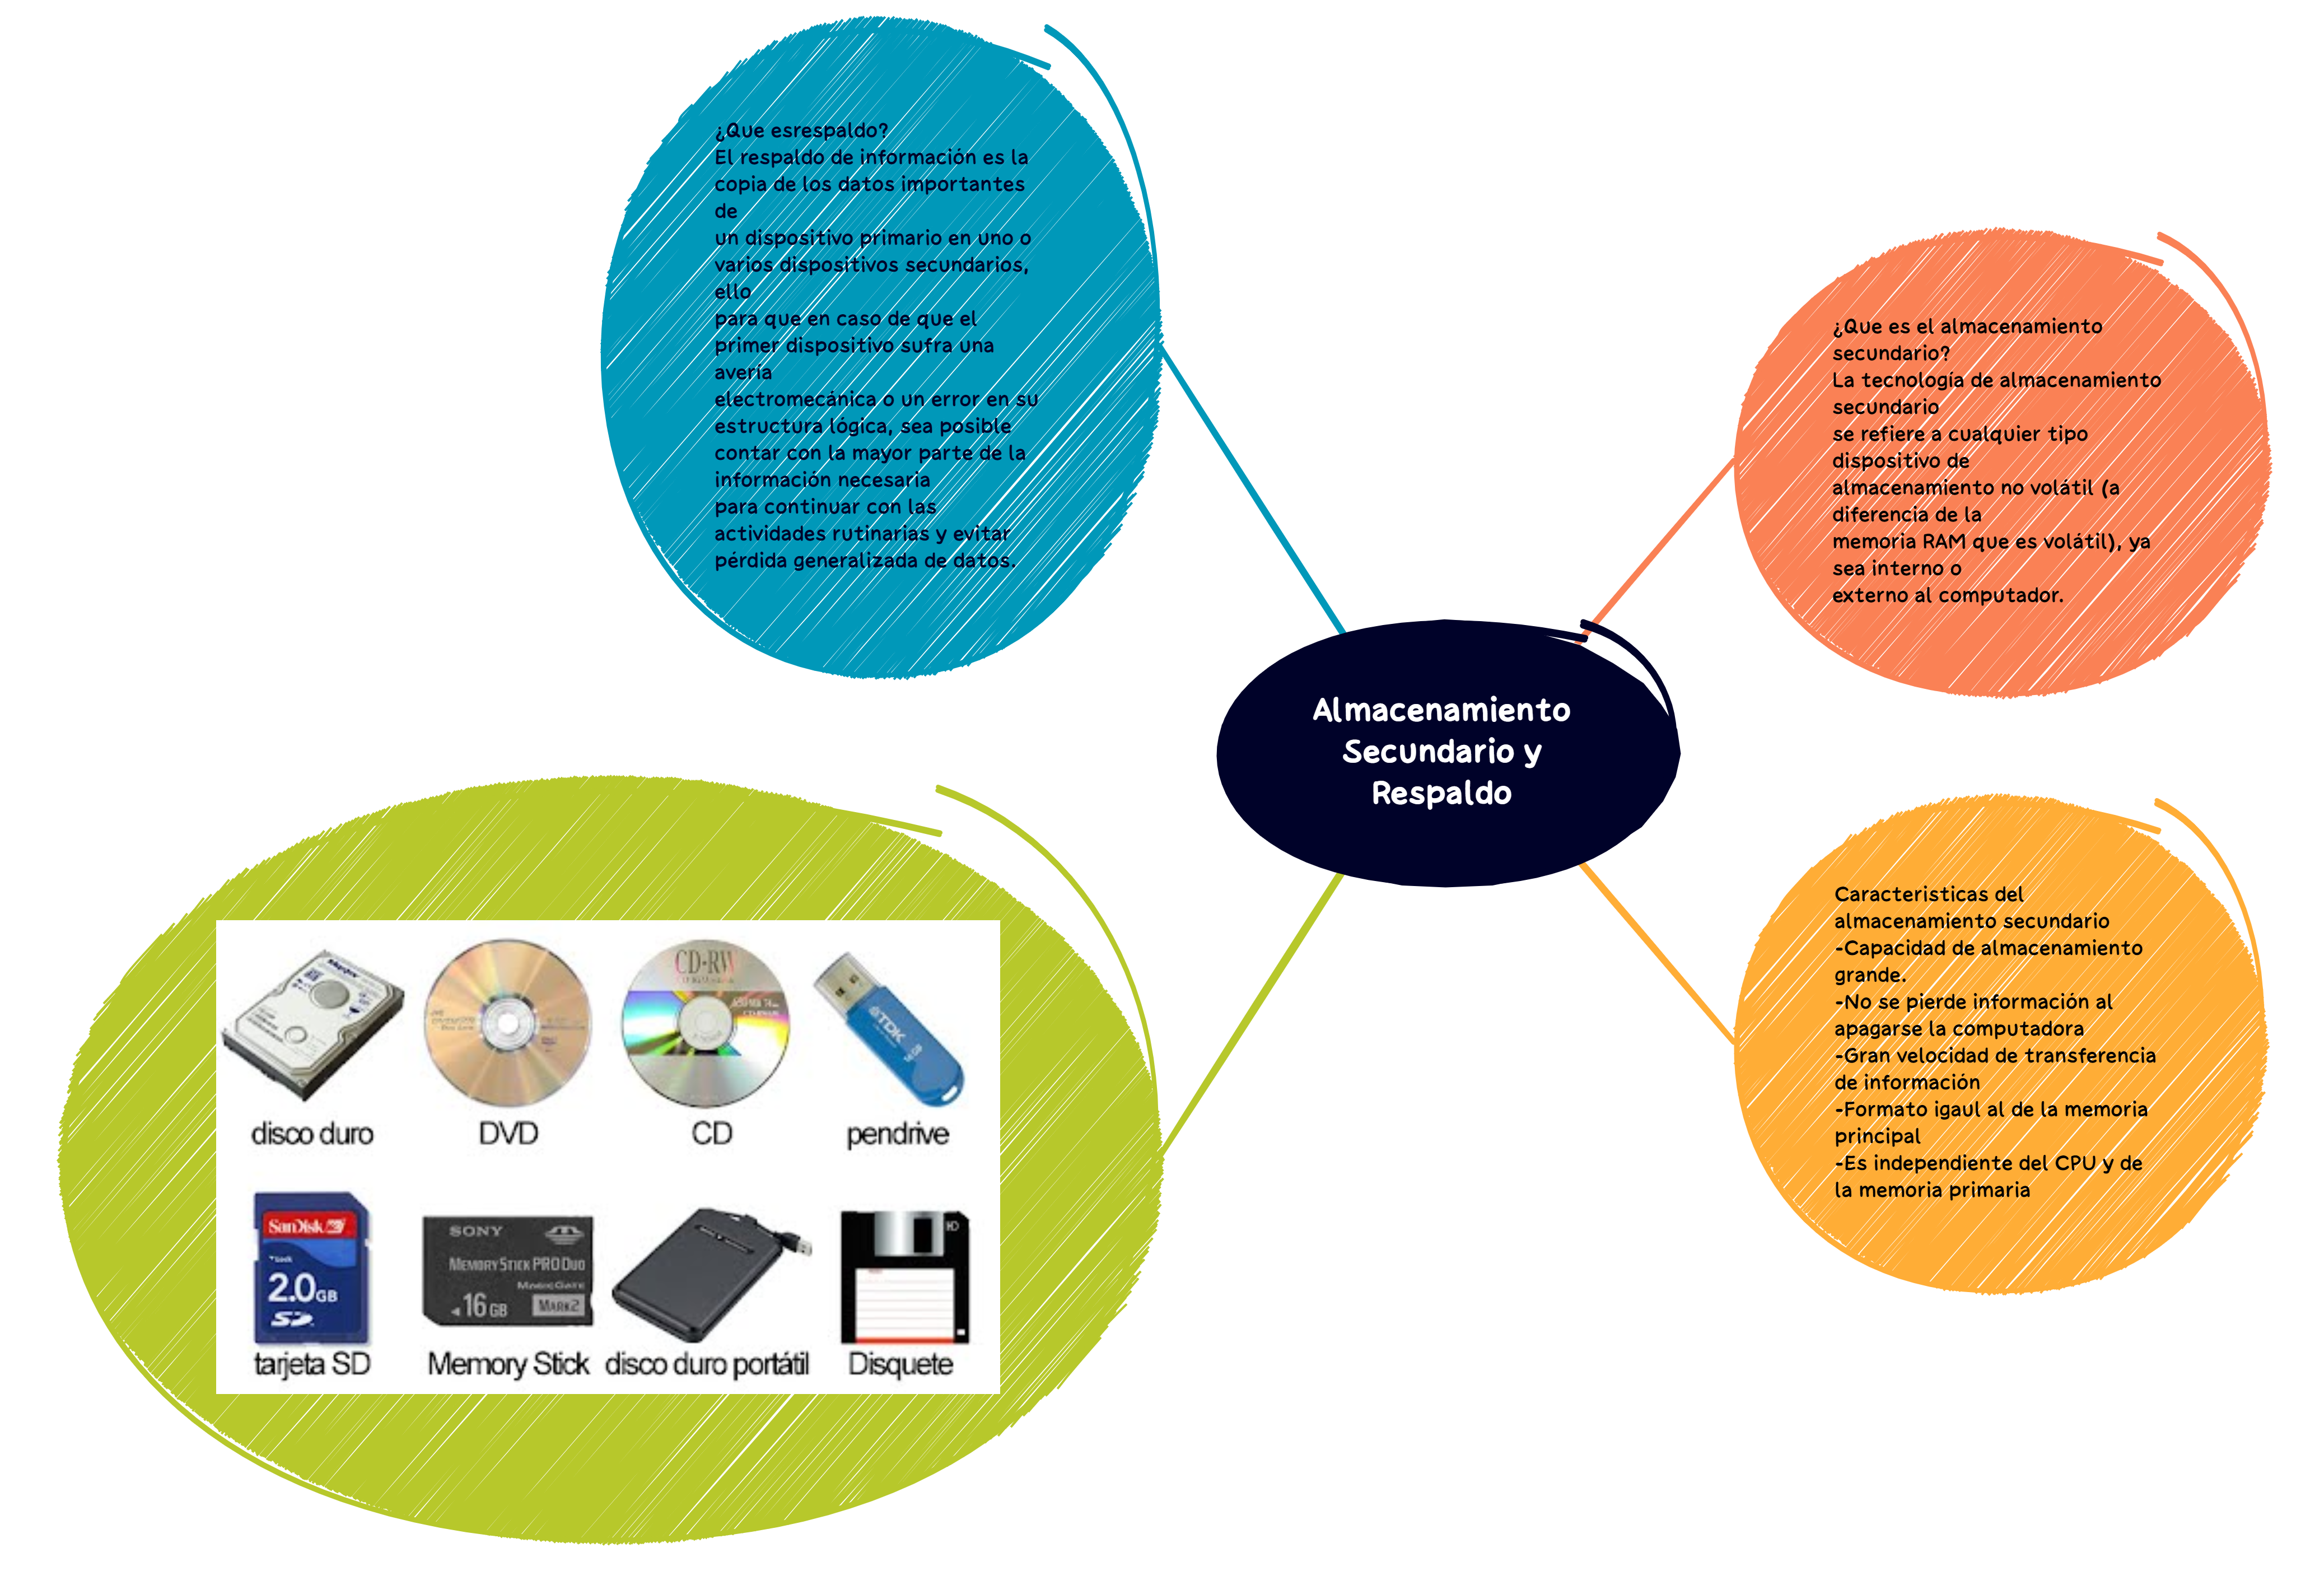 ¿Que esrespaldo?
El respaldo de información es la
copia de los datos importantes
de
un dispositivo primario en uno o
varios dispositivos secundarios,
ello
para que en caso de que el
primer dispositivo sufra una
avería
electromecánica o un error en su
estructura lógica, sea posible
contar con la mayor parte de la
información necesaria
para continuar con las
actividades rutinarias y evitar
pérdida generalizada de datos.
¿Que es el almacenamiento
secundario?
La tecnología de almacenamiento
secundario
se refiere a cualquier tipo
dispositivo de
almacenamiento no volátil (a
diferencia de la
memoria RAM que es volátil), ya
sea interno o
externo al computador.
Almacenamiento
Secundario y
Respaldo
Caracteristicas del
almacenamiento secundario
-Capacidad de almacenamiento
grande.
-No se pierde información al
apagarse la computadora
-Gran velocidad de transferencia
de información
-Formato igaul al de la memoria
principal
-Es independiente del CPU y de
la memoria primaria
Maxtor
CD-RW
TDK
disco duro
DVD
CD
pendrive
SanDisk
Lock
2.0GB
SD
SONY
MEMORY STICK PRO DUO
MAGICGATE
16 GB
MARK2
HD
tarjeta SD
Memory Stick
disco duro portátil
Disquete